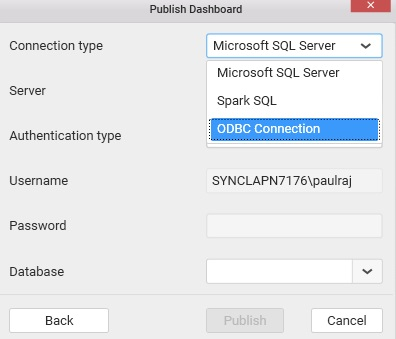 Publish Dashboard
Connection type
Microsoft SQL Server
Microsoft SQL Server
Server
Spark SQL
ODBC Connection
Authentication type
Username
SYNCLAPN7176\paulraj
Password
Database
Back
Publish
Cancel